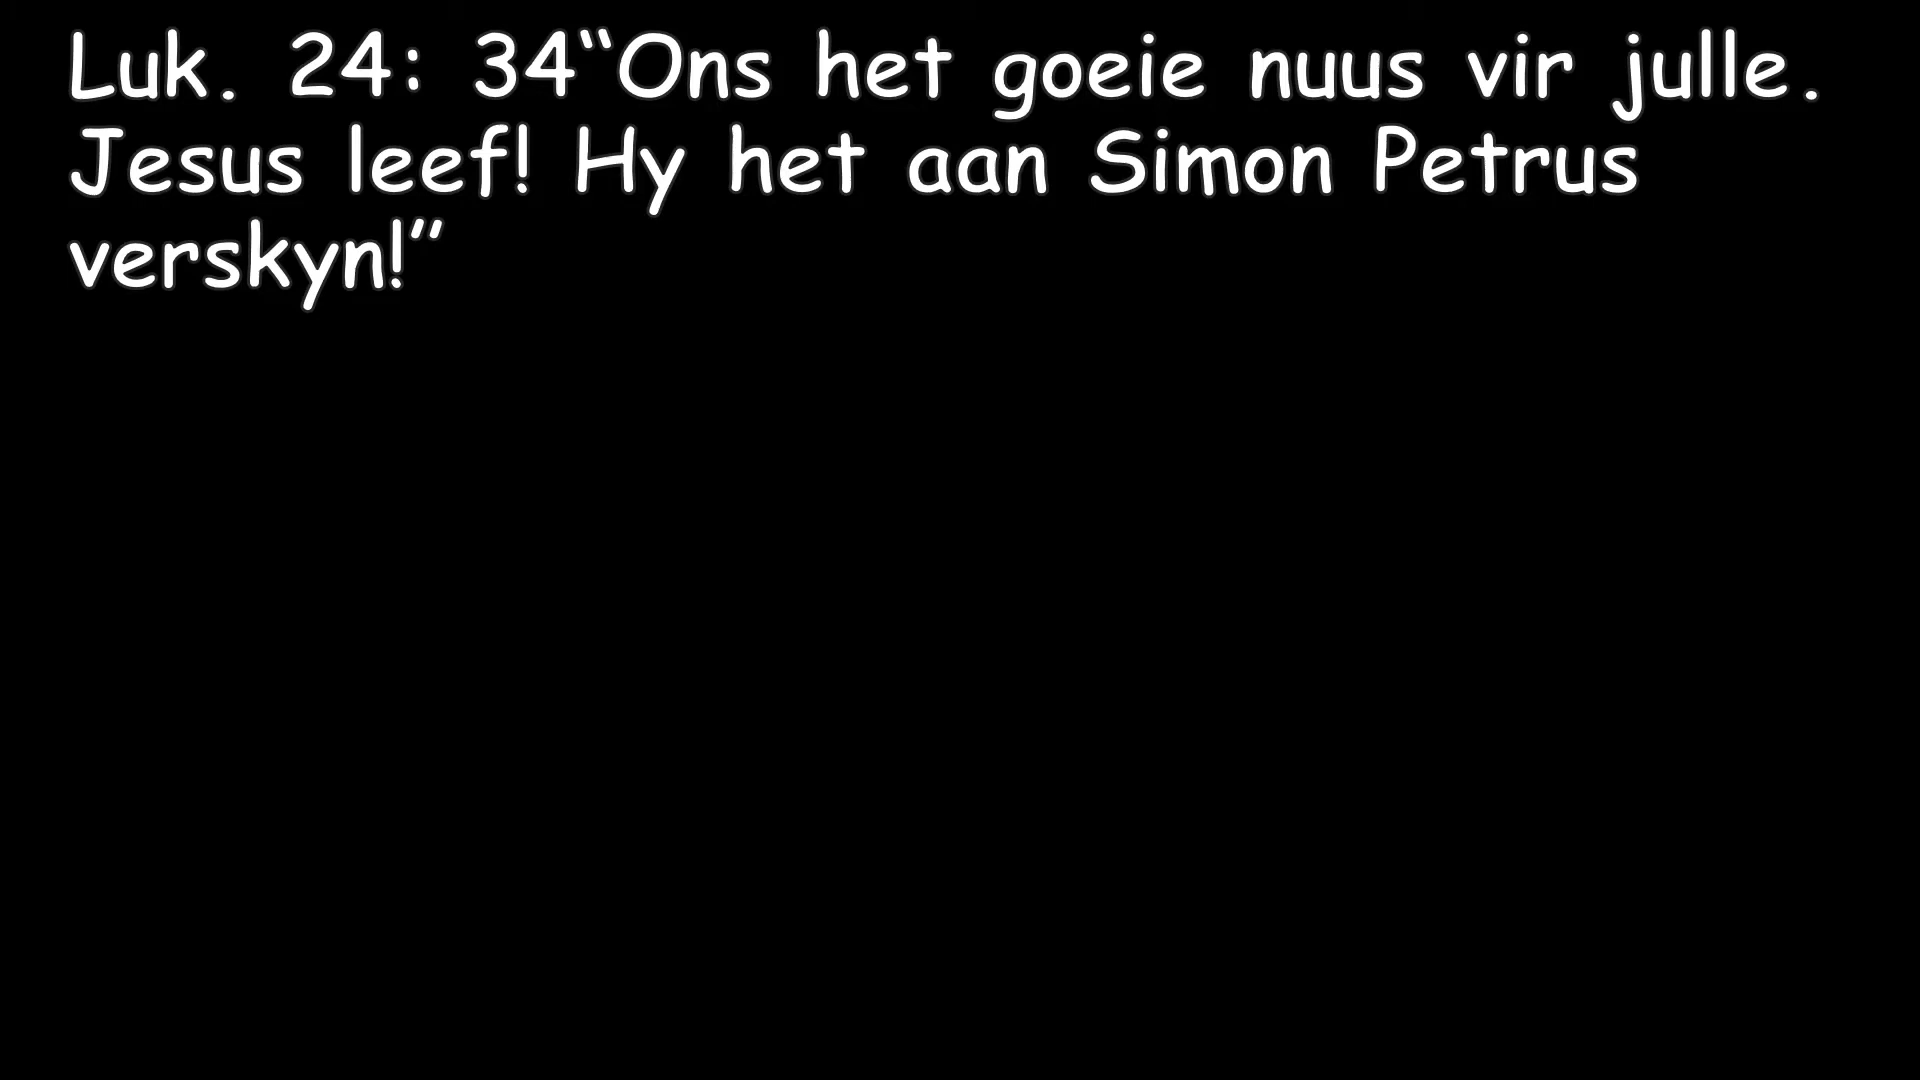 Luk. 24: 34“Ons het goeie nuus vir julle.
Jesus leef! Hy het aan Simon Petrus
verskyn!”